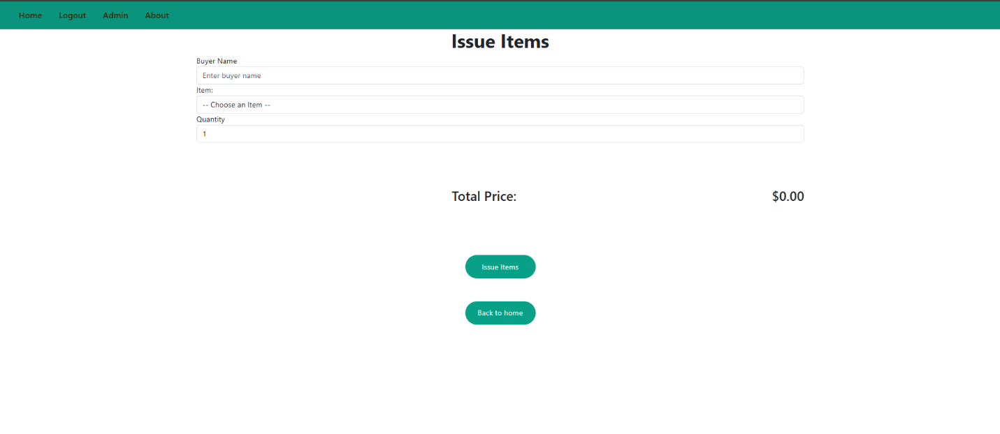 Home Logout Admin About
Issue Items
Buyer Name
Enter buyer name
Item:
-- Choose an Item --
Quantity
1
Total Price: $0.00
Issue Items
Back to home